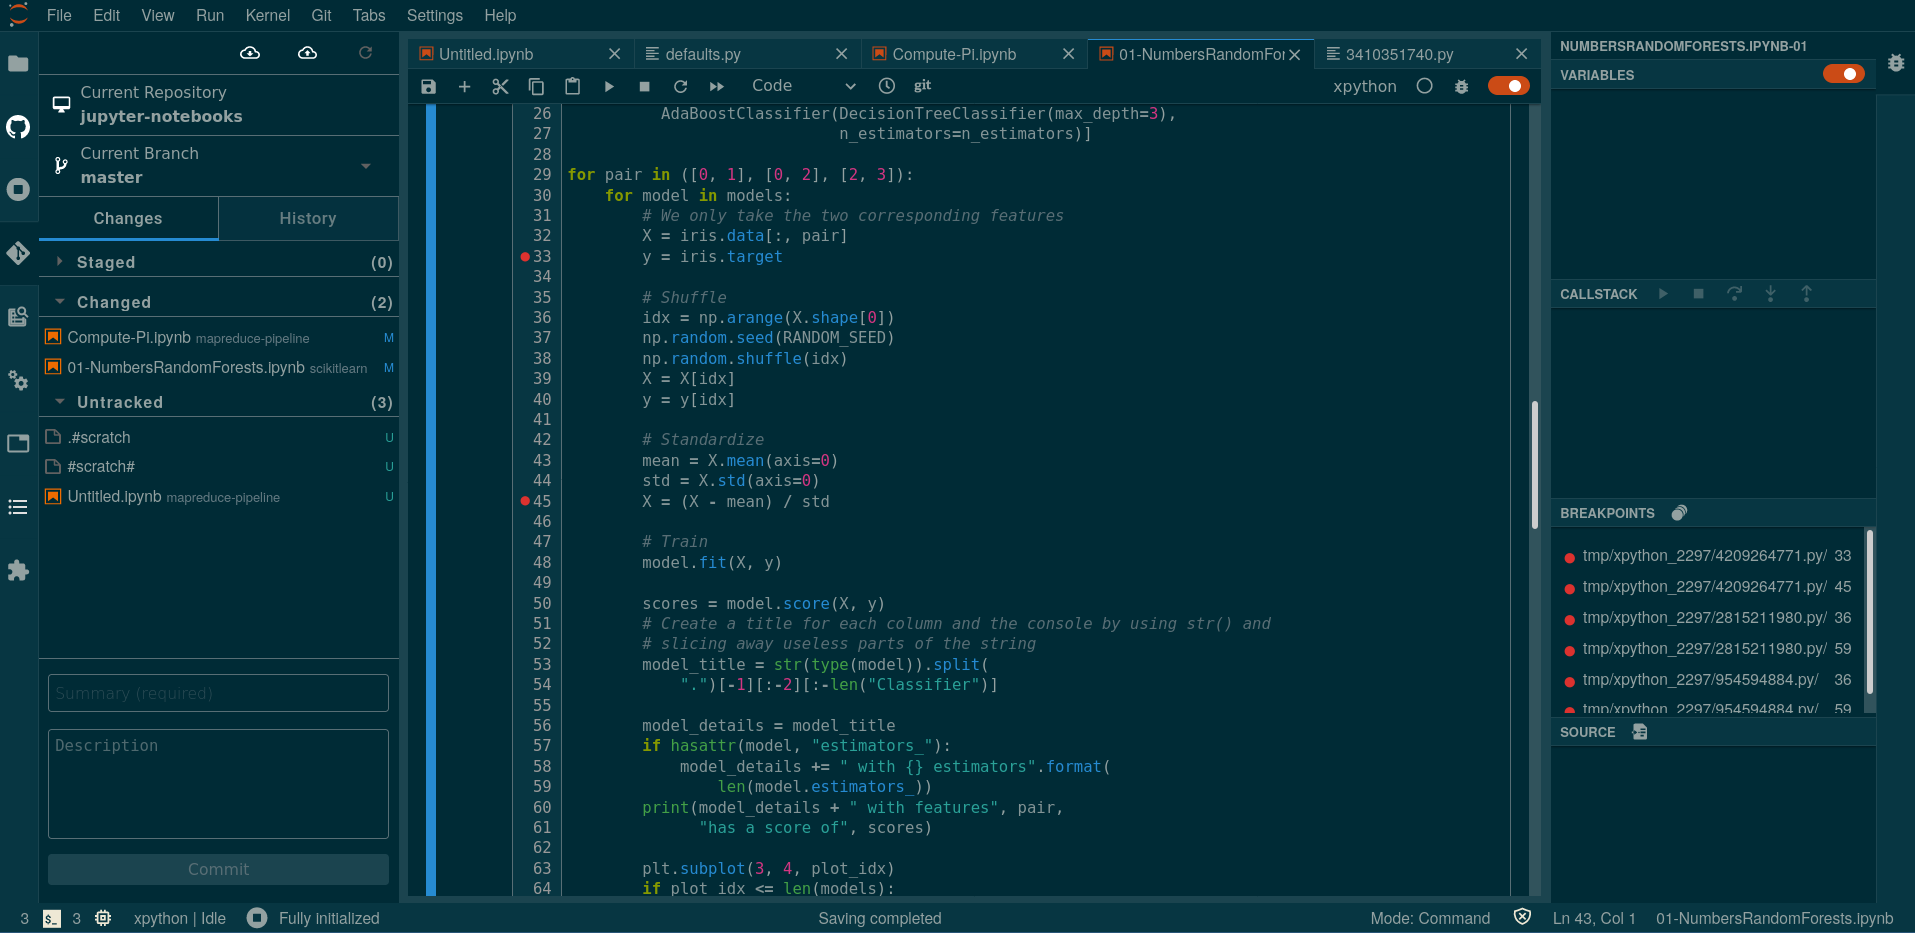 File Edit View Run Kernel Git Tabs Settings Help
Current Repository
jupyter-notebooks
Current Branch
master
Changes History
Staged (0)
Changed (2)
Compute-Pi.ipynb mapreduce-pipeline M
01-NumbersRandomForests.ipynb scikitlearn M
Untracked (3)
.#scratch U
#scratch# U
Untitled.ipynb mapreduce-pipeline U
Summary (required)
Description
Commit
Untitled.ipynb defaults.py Compute-Pi.ipynb 01-NumbersRandomFor 3410351740.py
Code git xpython
26           AdaBoostClassifier(DecisionTreeClassifier(max_depth=3),
27                              n_estimators=n_estimators)]
28
29 for pair in ([0, 1], [0, 2], [2, 3]):
30     for model in models:
31         # We only take the two corresponding features
32         X = iris.data[:, pair]
33         y = iris.target
34
35         # Shuffle
36         idx = np.arange(X.shape[0])
37         np.random.seed(RANDOM_SEED)
38         np.random.shuffle(idx)
39         X = X[idx]
40         y = y[idx]
41
42         # Standardize
43         mean = X.mean(axis=0)
44         std = X.std(axis=0)
45         X = (X - mean) / std
46
47         # Train
48         model.fit(X, y)
49
50         scores = model.score(X, y)
51         # Create a title for each column and the console by using str() and
52         # slicing away useless parts of the string
53         model_title = str(type(model)).split(
54             ".")[-1][:-2][:-len("Classifier")]
55
56         model_details = model_title
57         if hasattr(model, "estimators_"):
58             model_details += " with {} estimators".format(
59                 len(model.estimators_))
60         print(model_details + " with features", pair,
61               "has a score of", scores)
62
63         plt.subplot(3, 4, plot_idx)
64         if plot_idx <= len(models):
NUMBERSRANDOMFORESTS.IPYNB-01
VARIABLES
CALLSTACK
BREAKPOINTS
tmp/xpython_2297/4209264771.py/ 33
tmp/xpython_2297/4209264771.py/ 45
tmp/xpython_2297/2815211980.py/ 36
tmp/xpython_2297/2815211980.py/ 59
tmp/xpython_2297/954594884.py/ 36
tmp/xpython_2297/954594884.py/ 59
SOURCE
3 $_ 3 xpython | Idle Fully initialized Saving completed Mode: Command Ln 43, Col 1 01-NumbersRandomForests.ipynb